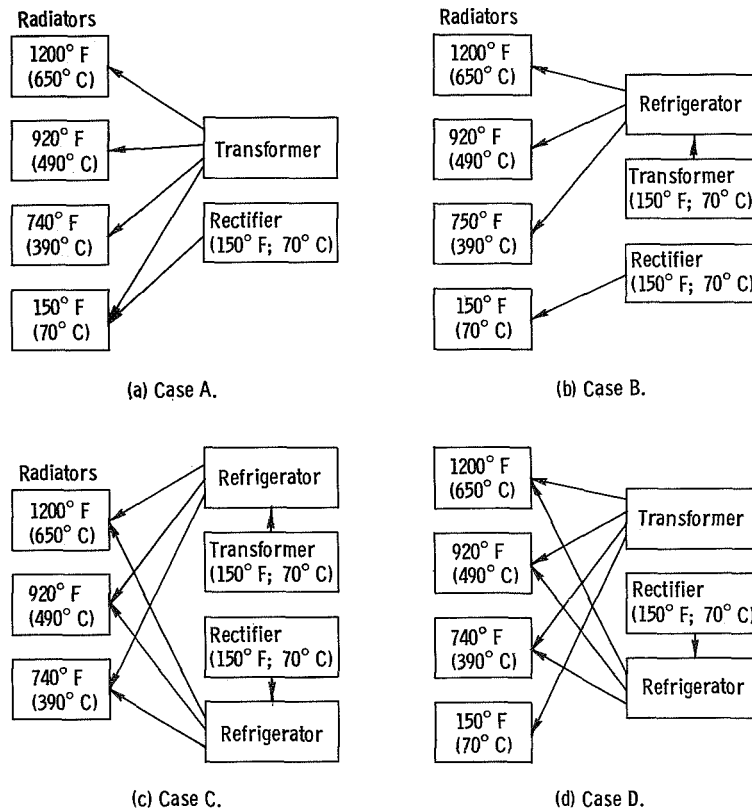 Radiators
1200° F
(650° C)
920° F
(490° C)
740° F
(390° C)
150° F
(70° C)
Transformer
Rectifier
(150° F; 70° C)
(a) Case A.
1200° F
(650° C)
920° F
(490° C)
750° F
(390° C)
150° F
(70° C)
Refrigerator
Transformer
(150° F; 70° C)
Rectifier
(150° F; 70° C)
(b) Case B.
Radiators
1200° F
(650° C)
920° F
(490° C)
740° F
(390° C)
Refrigerator
Transformer
(150° F; 70° C)
Rectifier
(150° F; 70° C)
Refrigerator
(c) Case C.
1200° F
(650° C)
920° F
(490° C)
740° F
(390° C)
150° F
(70° C)
Transformer
Rectifier
(150° F; 70° C)
Refrigerator
(d) Case D.